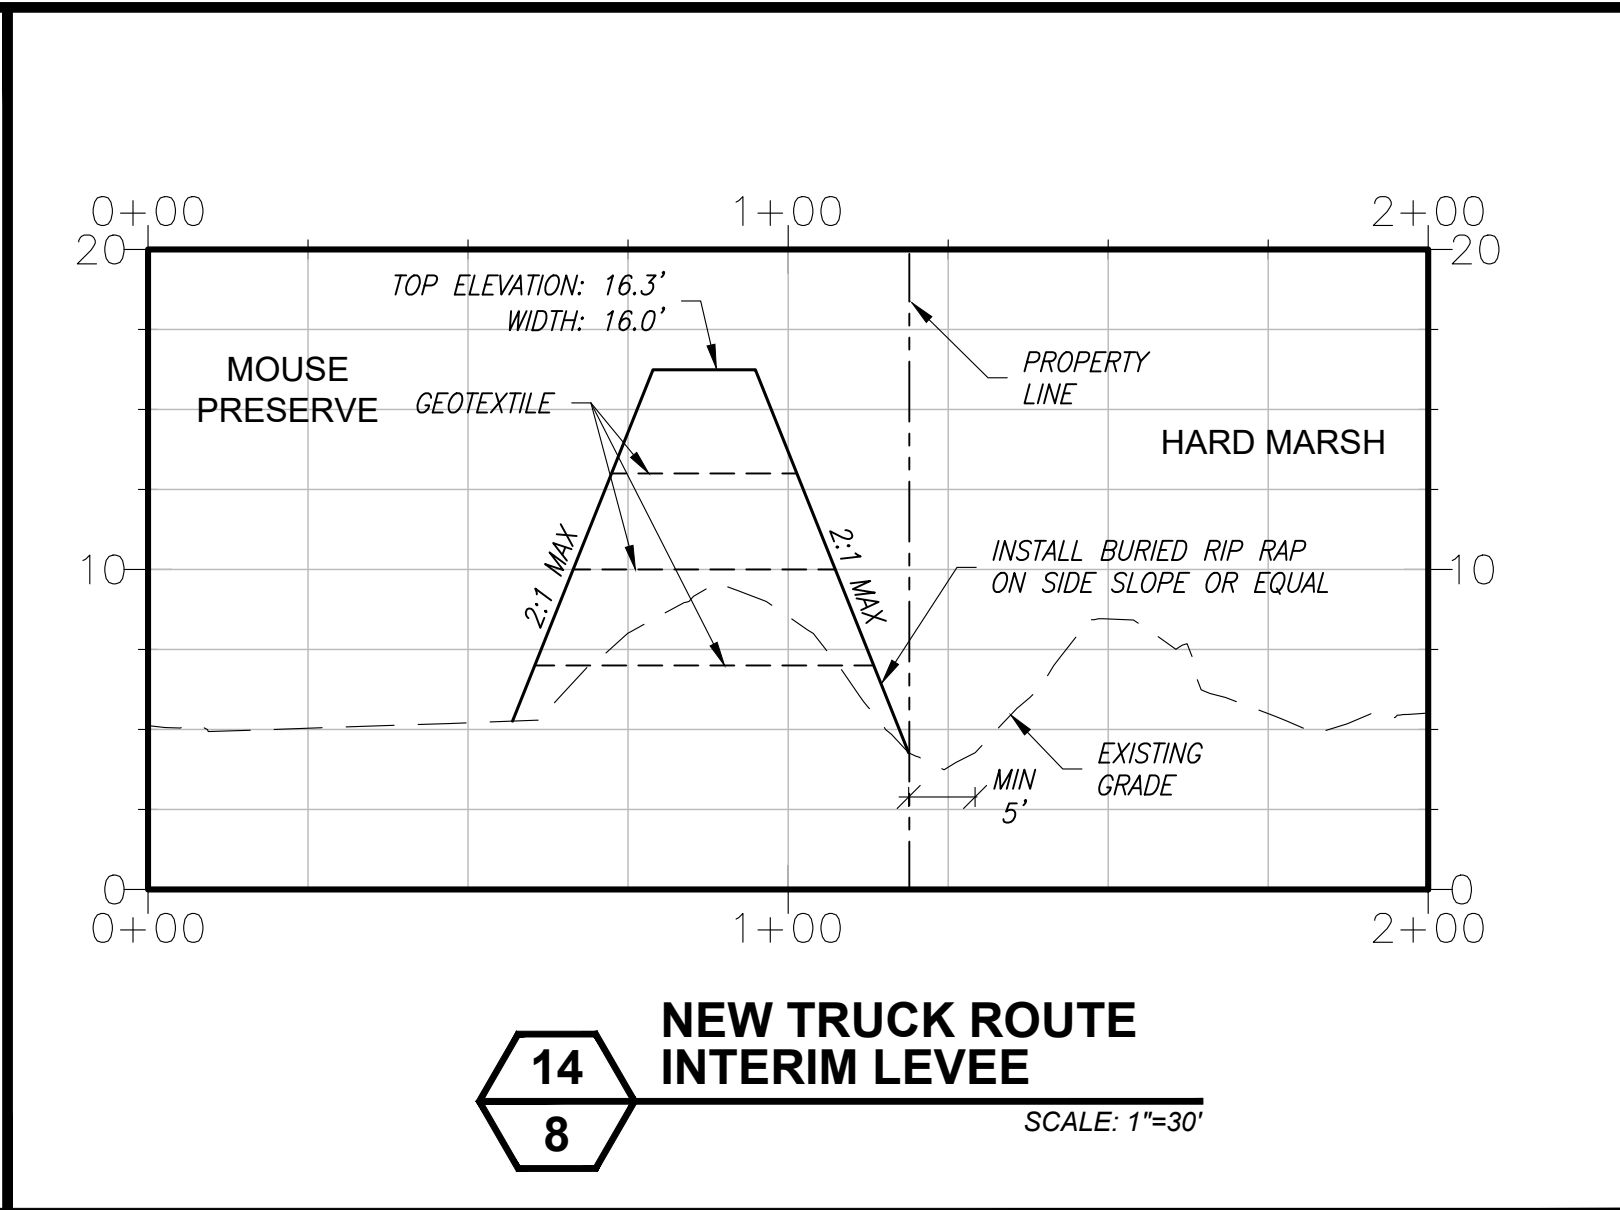 0+00
1+00
2+00
20
20
TOP ELEVATION: 16.3'
WIDTH: 16.0'
MOUSE
PRESERVE
GEOTEXTILE
PROPERTY
LINE
HARD MARSH
2:1 MAX
2:1 MAX
INSTALL BURIED RIP RAP
ON SIDE SLOPE OR EQUAL
10
10
EXISTING
GRADE
MIN
5'
0
0
0+00
1+00
2+00
14
8
NEW TRUCK ROUTE
INTERIM LEVEE
SCALE: 1"=30'